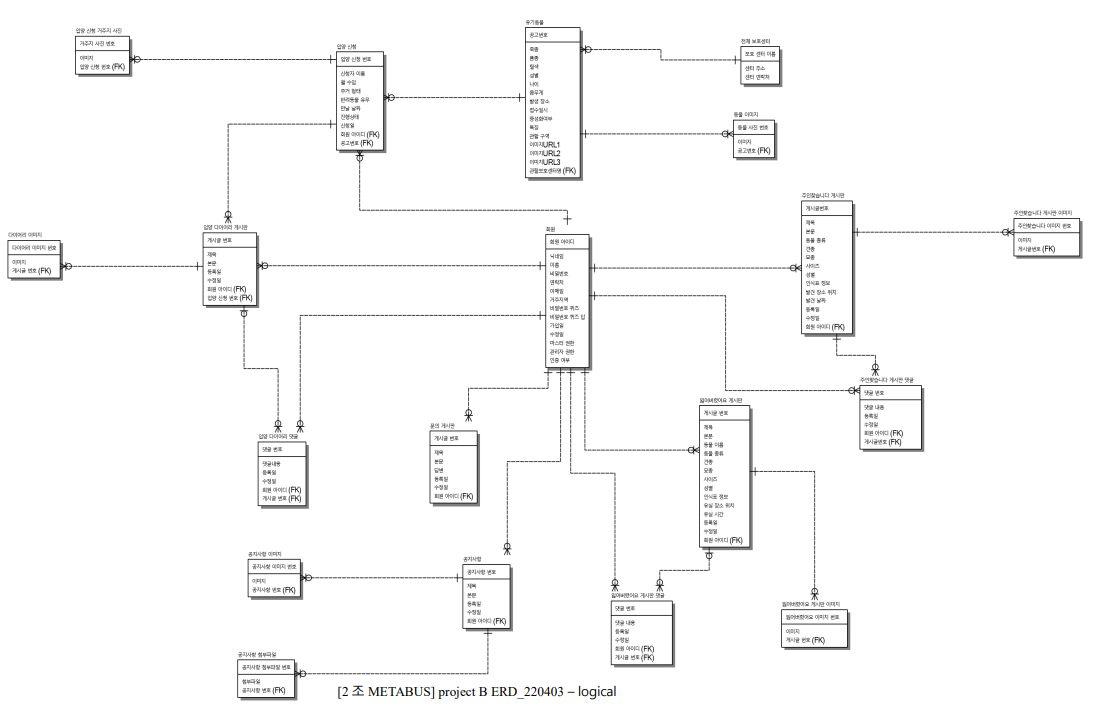 입양 신청 거주지 사진
거주지 사진 번호
이미지
입양 신청 번호 (FK)
입양 신청
입양 신청 번호
신청자 이름
월 수입
주거 형태
반려동물 유무
만남 날짜
진행상태
신청일
회원 아이디 (FK)
공고번호 (FK)
유기동물
공고번호
축종
품종
털색
성별
나이
몸무게
발생 장소
접수일시
중성화여부
특징
관할 구역
이미지URL1
이미지URL2
이미지URL3
관할보호센터명 (FK)
전체 보호센터
보호 센터 이름
센터 주소
센터 연락처
동물 이미지
동물 사진 번호
이미지
공고번호 (FK)
주인찾습니다 게시판
게시글번호
제목
본문
동물 종류
견종
모종
사이즈
성별
인식표 정보
발견 장소 위치
발견 날짜
등록일
수정일
회원 아이디 (FK)
주인찾습니다 게시판 이미지
주인찾습니다 이미지 번호
이미지
게시글번호 (FK)
다이어리 이미지
다이어리 이미지 번호
이미지
게시글 번호 (FK)
입양 다이어리 게시판
게시글 번호
제목
본문
등록일
수정일
회원 아이디 (FK)
입양 신청 번호 (FK)
회원
회원 아이디
닉네임
이름
비밀번호
연락처
이메일
거주지역
비밀번호 퀴즈
비밀번호 퀴즈 답
가입일
수정일
마스터 권한
관리자 권한
인증 여부
주인찾습니다 게시판 댓글
댓글 번호
댓글 내용
등록일
수정일
회원 아이디 (FK)
게시글번호 (FK)
잃어버렸어요 게시판
게시글 번호
제목
본문
동물 이름
동물 종류
견종
모종
사이즈
성별
인식표 정보
유실 장소 위치
유실 시간
등록일
수정일
회원 아이디 (FK)
입양 다이어리 댓글
댓글 번호
댓글내용
등록일
수정일
회원 아이디 (FK)
게시글 번호 (FK)
문의 게시판
게시글 번호
제목
본문
답변
등록일
수정일
회원 아이디 (FK)
공지사항 이미지
공지사항 이미지 번호
이미지
공지사항 번호 (FK)
공지사항
공지사항 번호
제목
본문
등록일
수정일
회원 아이디 (FK)
잃어버렸어요 게시판 댓글
댓글 번호
댓글 내용
등록일
수정일
회원 아이디 (FK)
게시글 번호 (FK)
잃어버렸어요 게시판 이미지
잃어버렸어요 이미지 번호
이미지
게시글 번호 (FK)
공지사항 첨부파일
공지사항 첨부파일 번호
첨부파일
공지사항 번호 (FK)
[2 조 METABUS] project B ERD_220403 – logical